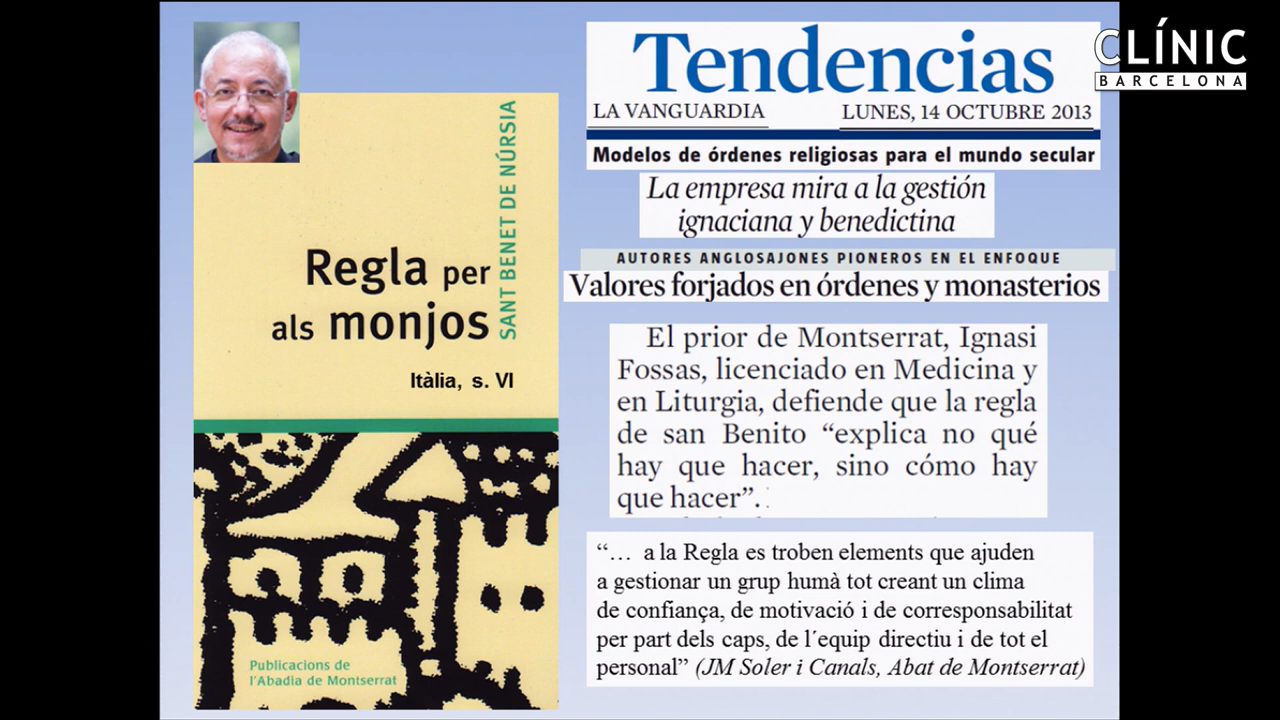 SANT BENET DE NÚRSIA
Regla per
als monjos
Itàlia, s. VI
Publicacions de
l'Abadia de Montserrat
Tendencias
LA VANGUARDIA LUNES, 14 OCTUBRE 2013
Modelos de órdenes religiosas para el mundo secular
La empresa mira a la gestión
ignaciana y benedictina
AUTORES ANGLOSAJONES PIONEROS EN EL ENFOQUE
Valores forjados en órdenes y monasterios
El prior de Montserrat, Ignasi
Fossas, licenciado en Medicina y
en Liturgia, defiende que la regla
de san Benito “explica no qué
hay que hacer, sino cómo hay
que hacer”.
“… a la Regla es troben elements que ajuden
a gestionar un grup humà tot creant un clima
de confiança, de motivació i de corresponsabilitat
per part dels caps, de l´equip directiu i de tot el
personal” (JM Soler i Canals, Abat de Montserrat)
CLÍNIC
BARCELONA